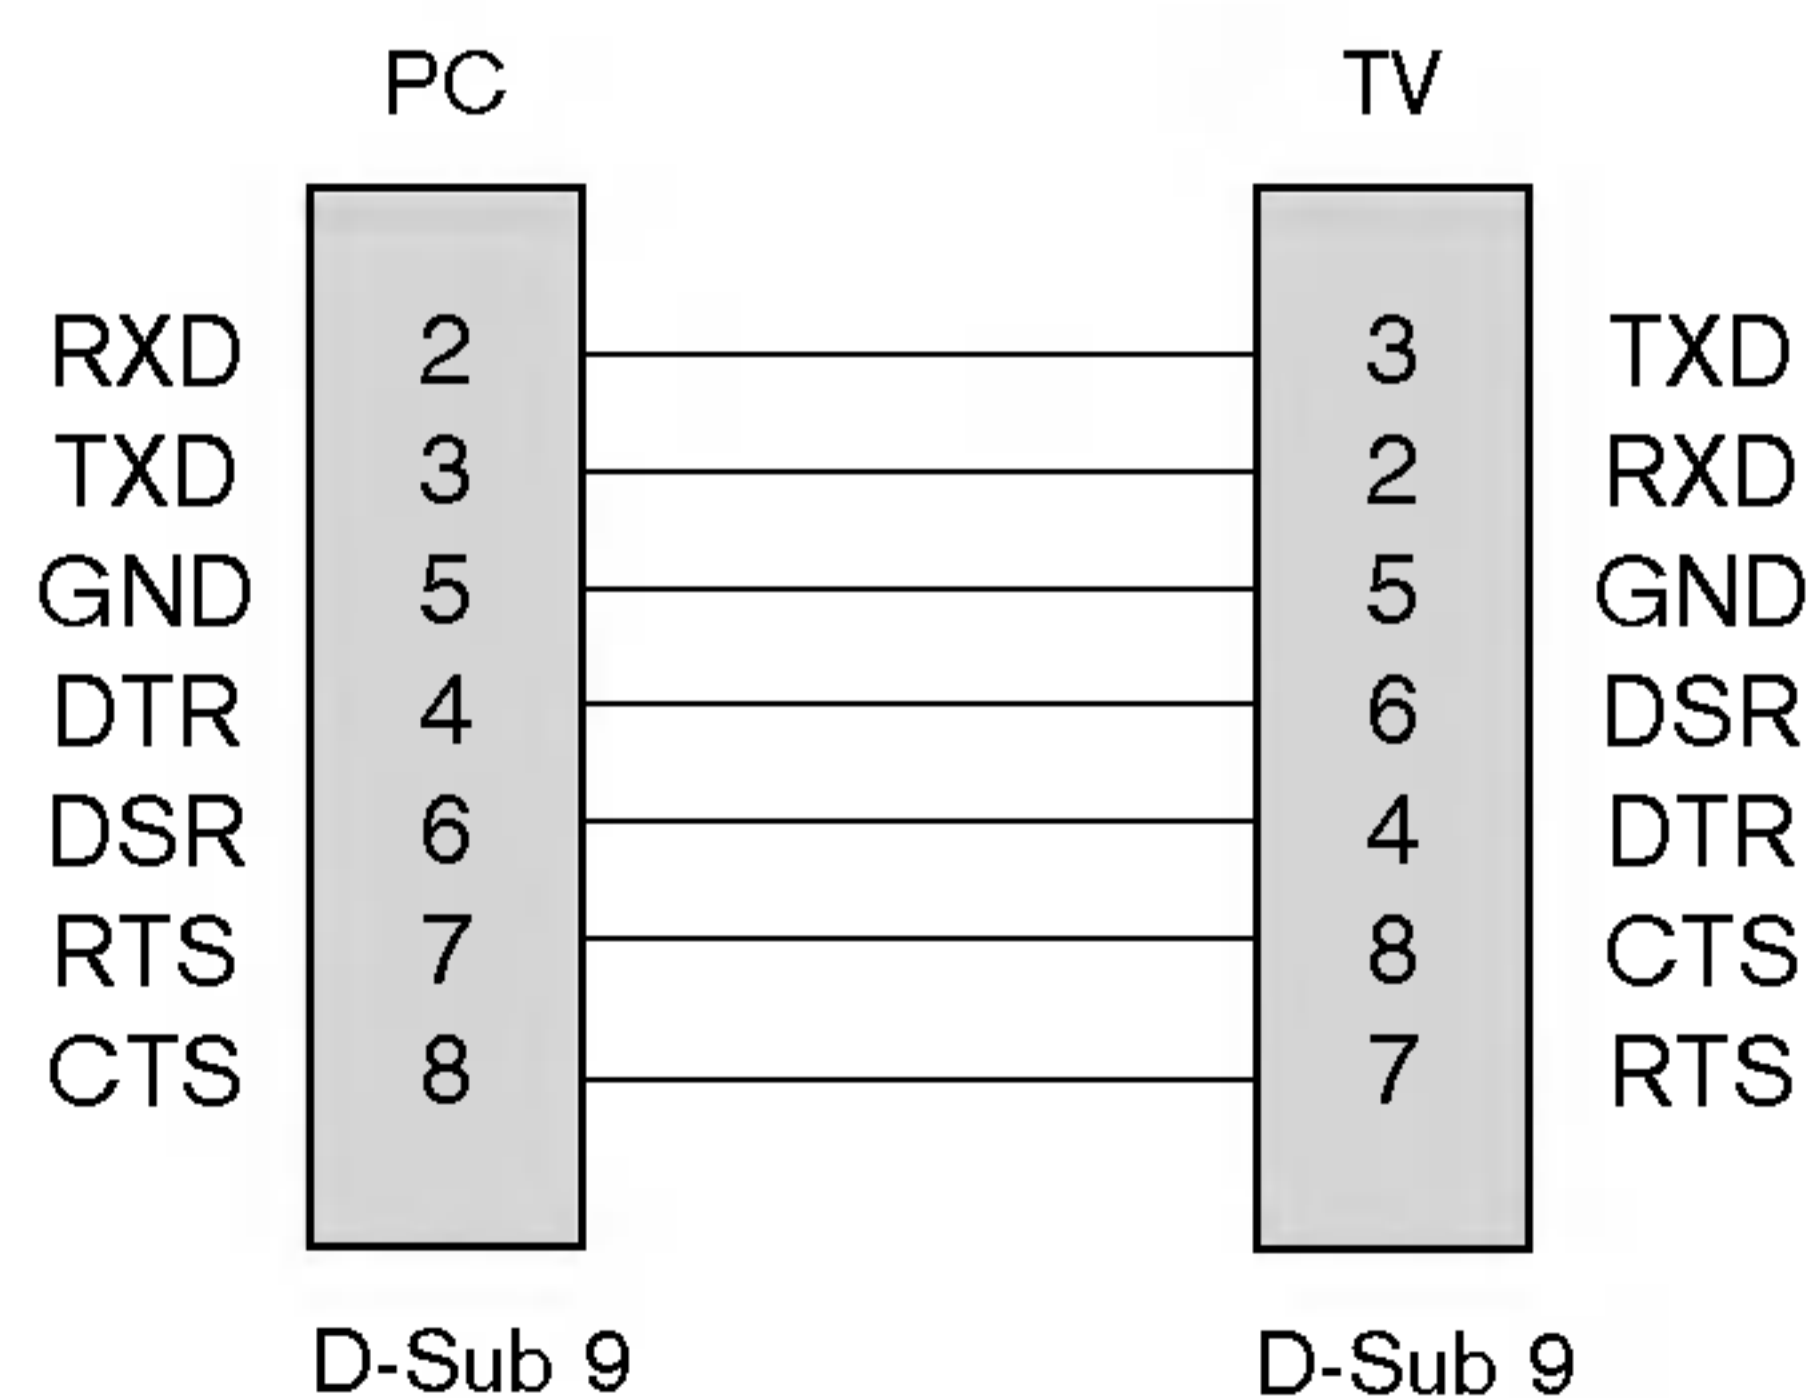 PC TV
RXD 2 3 TXD
TXD 3 2 RXD
GND 5 5 GND
DTR 4 6 DSR
DSR 6 4 DTR
RTS 7 8 CTS
CTS 8 7 RTS
D-Sub 9 D-Sub 9